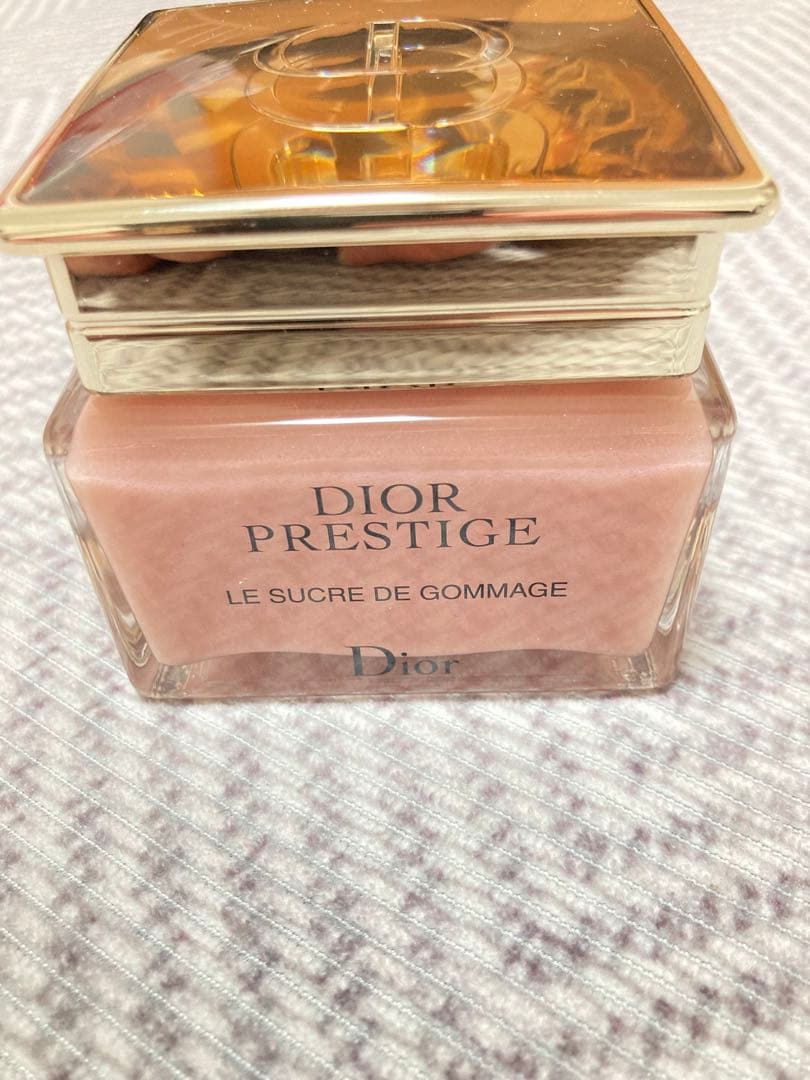 DIOR
PRESTIGE
LE SUCRE DE GOMMAGE
Dior